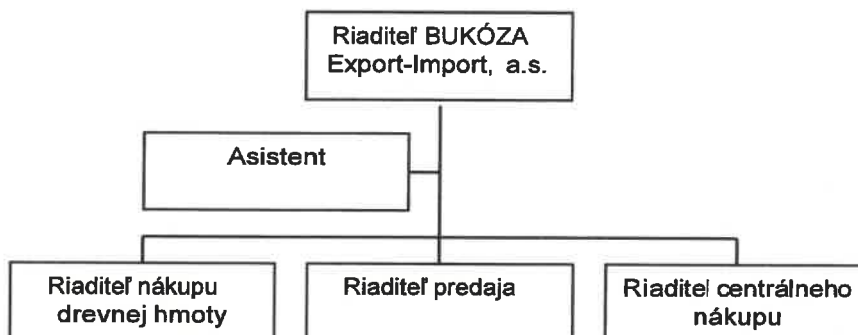 Riaditeľ BUKÓZA
Export-Import, a.s.
Asistent
Riaditeľ nákupu
drevnej hmoty
Riaditeľ predaja
Riaditel centrálneho
nákupu